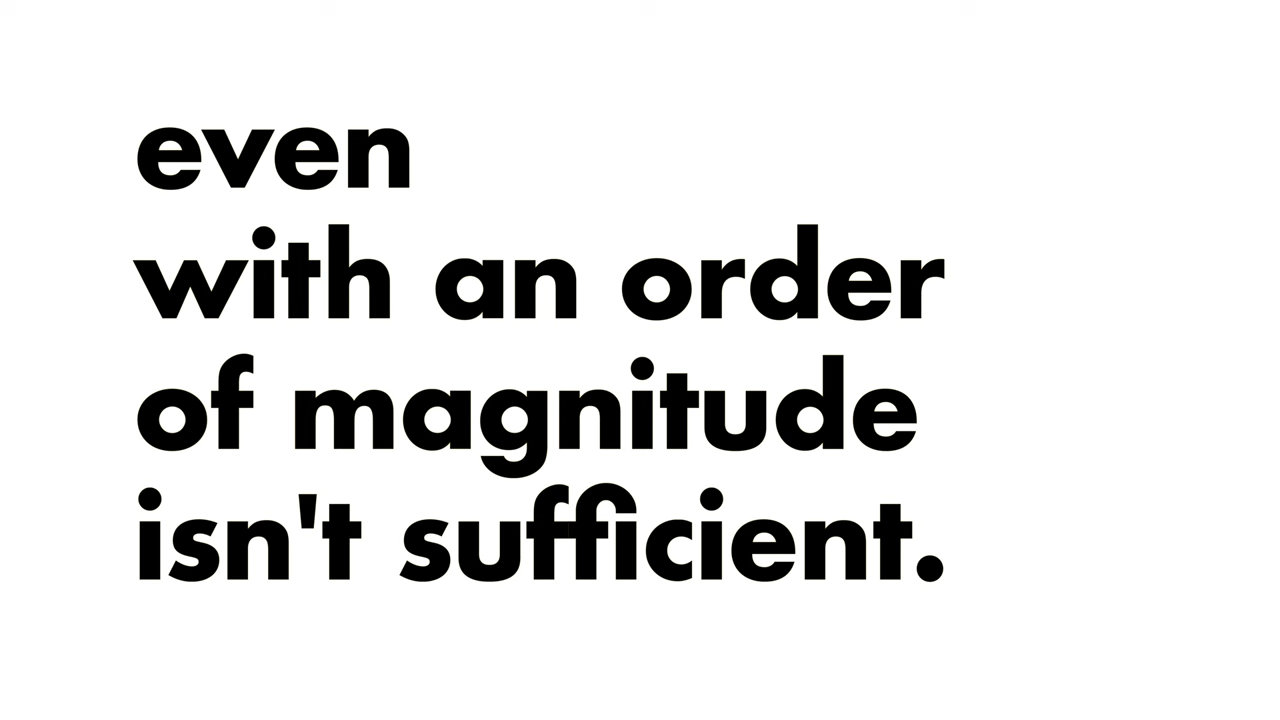 even
with an order
of magnitude
isn't sufficient.